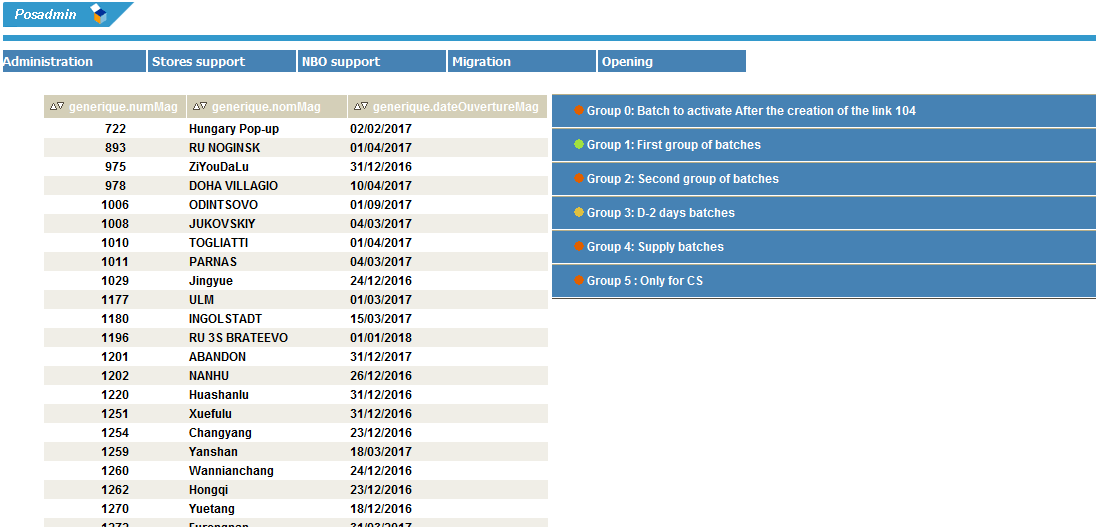 Posadmin
Administration Stores support NBO support Migration Opening
generique.numMag generique.nomMag generique.dateOuvertureMag
722 Hungary Pop-up 02/02/2017
893 RU NOGINSK 01/04/2017
975 ZiYouDaLu 31/12/2016
978 DOHA VILLAGIO 10/04/2017
1006 ODINTSOVO 01/09/2017
1008 JUKOVSKIY 04/03/2017
1010 TOGLIATTI 01/04/2017
1011 PARNAS 04/03/2017
1029 Jingyue 24/12/2016
1177 ULM 01/03/2017
1180 INGOLSTADT 15/03/2017
1196 RU 3S BRATEEVO 01/01/2018
1201 ABANDON 31/12/2017
1202 NANHU 26/12/2016
1220 Huashanlu 31/12/2016
1251 Xuefulu 31/12/2016
1254 Changyang 23/12/2016
1259 Yanshan 18/03/2017
1260 Wannianchang 24/12/2016
1262 Hongqi 23/12/2016
1270 Yuetang 18/12/2016
Group 0: Batch to activate After the creation of the link 104
Group 1: First group of batches
Group 2: Second group of batches
Group 3: D-2 days batches
Group 4: Supply batches
Group 5 : Only for CS